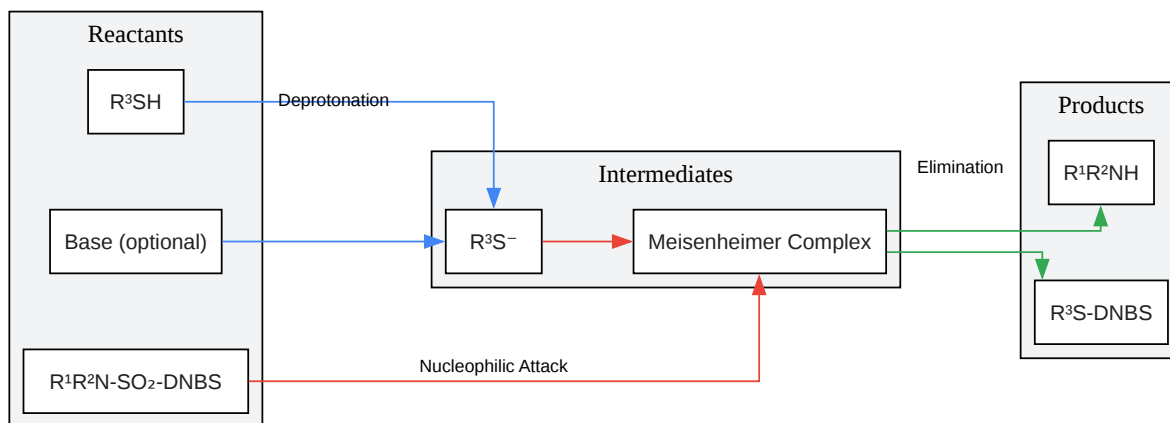 Reactants
R³SH
Deprotonation
Base (optional)
R¹R²N-SO₂-DNBS
Nucleophilic Attack
Intermediates
R³S⁻
Meisenheimer Complex
Elimination
Products
R¹R²NH
R³S-DNBS